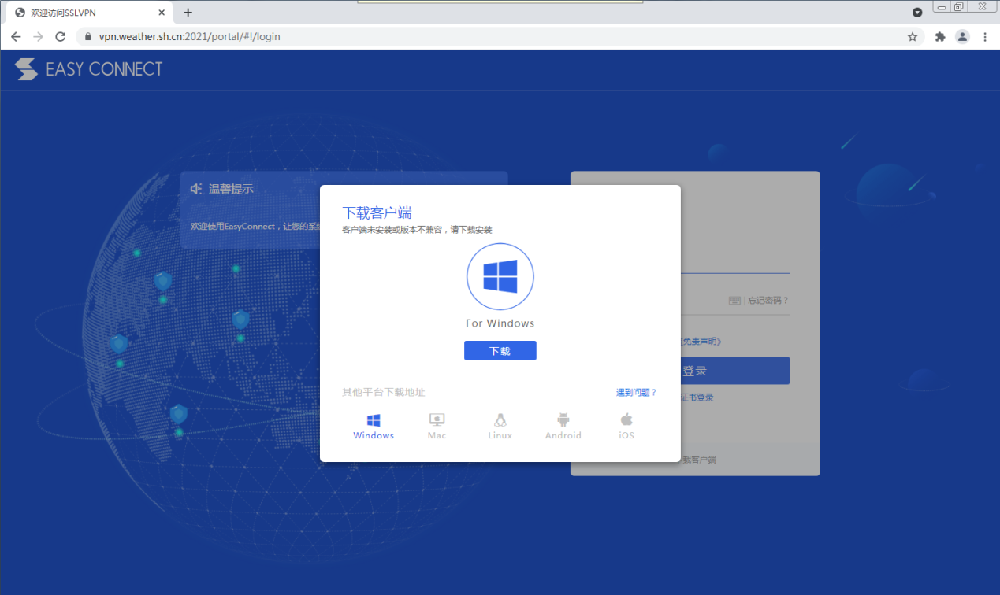 欢迎访问SSLVPN
vpn.weather.sh.cn:2021/portal/#!/login
EASY CONNECT
温馨提示
欢迎使用EasyConnect，让您的系
下载客户端
客户端未安装或版本不兼容，请下载安装
For Windows
下载
其他平台下载地址
遇到问题？
Windows
Mac
Linux
Android
iOS
忘记密码？
免责声明》
登录
证书登录
载客户端